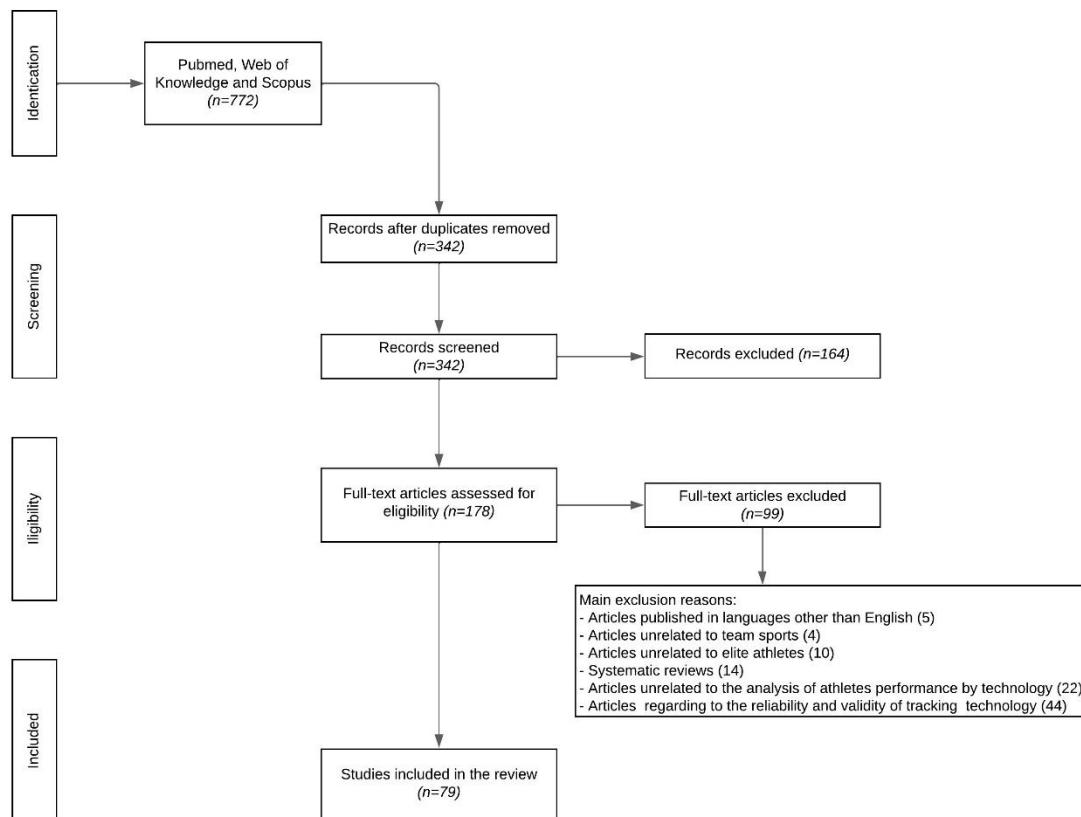 Identication
Pubmed, Web of
Knowledge and Scopus
(n=772)
Screening
Records after duplicates removed
(n=342)
Records screened
(n=342)
Records excluded (n=164)
Iligibility
Full-text articles assessed for
eligibility (n=178)
Full-text articles excluded
(n=99)
Main exclusion reasons:
- Articles published in languages other than English (5)
- Articles unrelated to team sports (4)
- Articles unrelated to elite athletes (10)
- Systematic reviews (14)
- Articles unrelated to the analysis of athletes performance by technology (22)
- Articles  regarding to the reliability and validity of tracking  technology (44)
Included
Studies included in the review
(n=79)